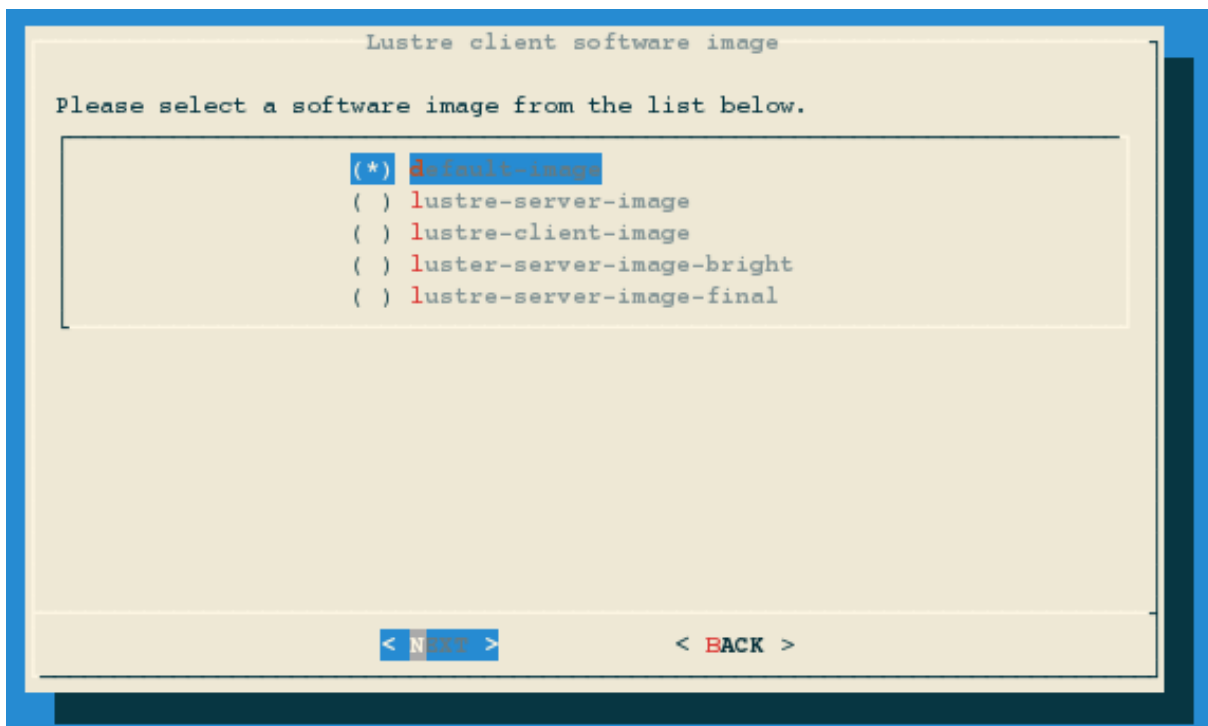 Lustre client software image
Please select a software image from the list below.
(*) default-image
( ) lustre-server-image
( ) lustre-client-image
( ) luster-server-image-bright
( ) lustre-server-image-final
< NEXT > < BACK >